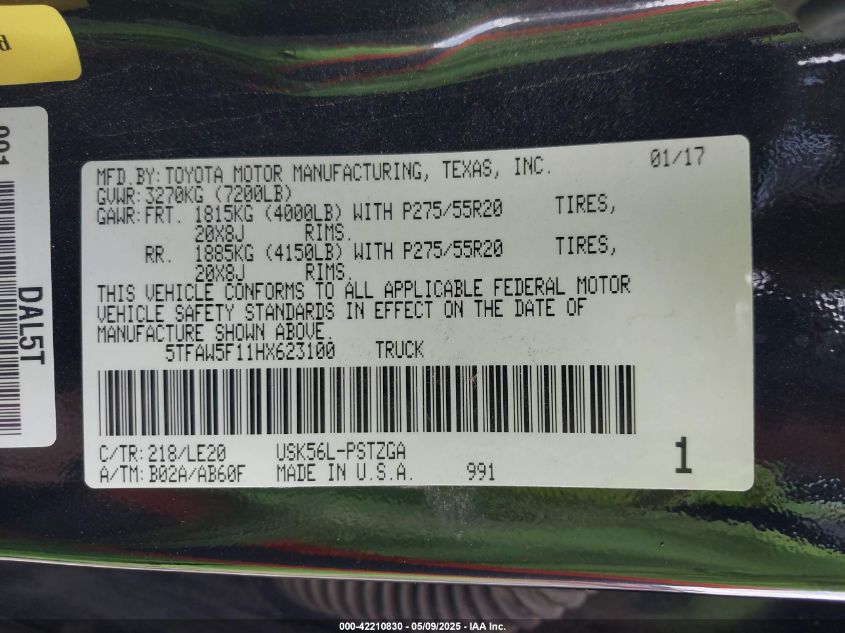 MFD.BY:TOYOTA MOTOR MANUFACTURING, TEXAS, INC. 01/17
GVWR:3270KG (7200LB)
GAWR:FRT. 1815KG (4000LB) WITH P275/55R20 TIRES,
20X8J RIMS.
RR. 1885KG (4150LB) WITH P275/55R20 TIRES,
20X8J RIMS.
THIS VEHICLE CONFORMS TO ALL APPLICABLE FEDERAL MOTOR
VEHICLE SAFETY STANDARDS IN EFFECT ON THE DATE OF
MANUFACTURE SHOWN ABOVE.
5TFAW5F11HX623100 TRUCK
C/TR:218/LE20 USK56L-PSTZGA
A/TM:B02A/AB60F MADE IN U.S.A. 991
1
DAL5T
000-42210830 - 05/09/2025 - IAA Inc.